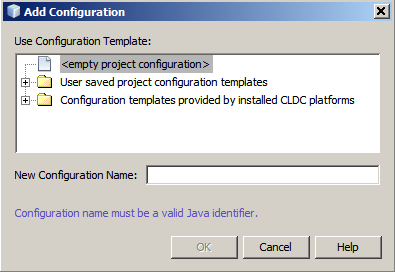 Add Configuration
Use Configuration Template:
<empty project configuration>
User saved project configuration templates
Configuration templates provided by installed CLDC platforms
New Configuration Name:
Configuration name must be a valid Java identifier.
OK Cancel Help